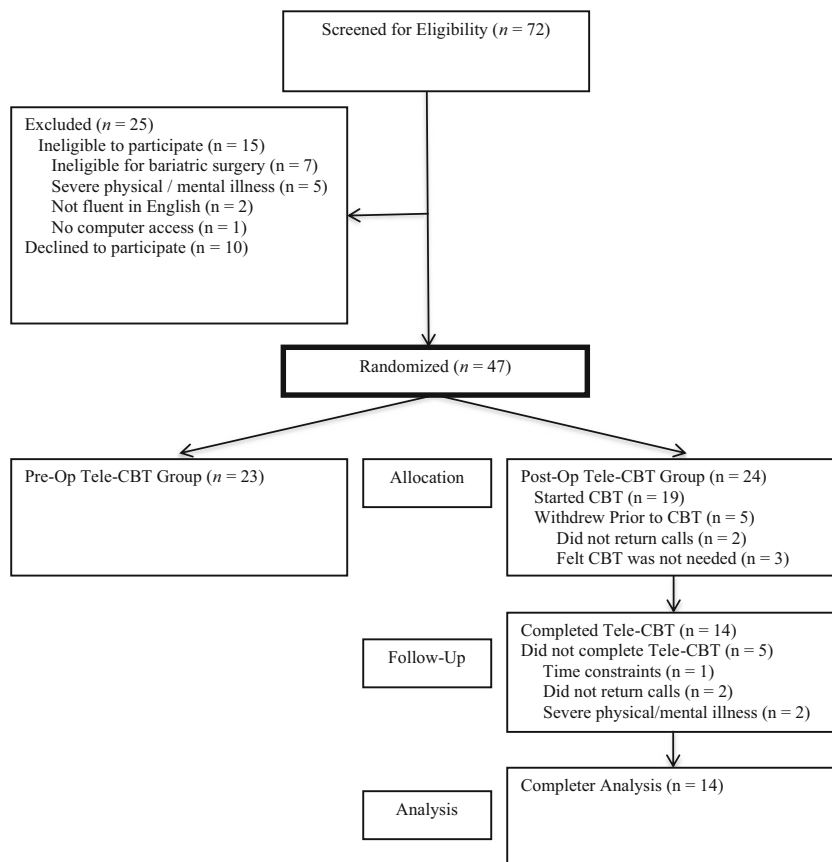 Screened for Eligibility (n = 72)
Excluded (n = 25)
Ineligible to participate (n = 15)
Ineligible for bariatric surgery (n = 7)
Severe physical / mental illness (n = 5)
Not fluent in English (n = 2)
No computer access (n = 1)
Declined to participate (n = 10)
Randomized (n = 47)
Pre-Op Tele-CBT Group (n = 23)
Allocation
Post-Op Tele-CBT Group (n = 24)
Started CBT (n = 19)
Withdrew Prior to CBT (n = 5)
Did not return calls (n = 2)
Felt CBT was not needed (n = 3)
Follow-Up
Completed Tele-CBT (n = 14)
Did not complete Tele-CBT (n = 5)
Time constraints (n = 1)
Did not return calls (n = 2)
Severe physical/mental illness (n = 2)
Analysis
Completer Analysis (n = 14)